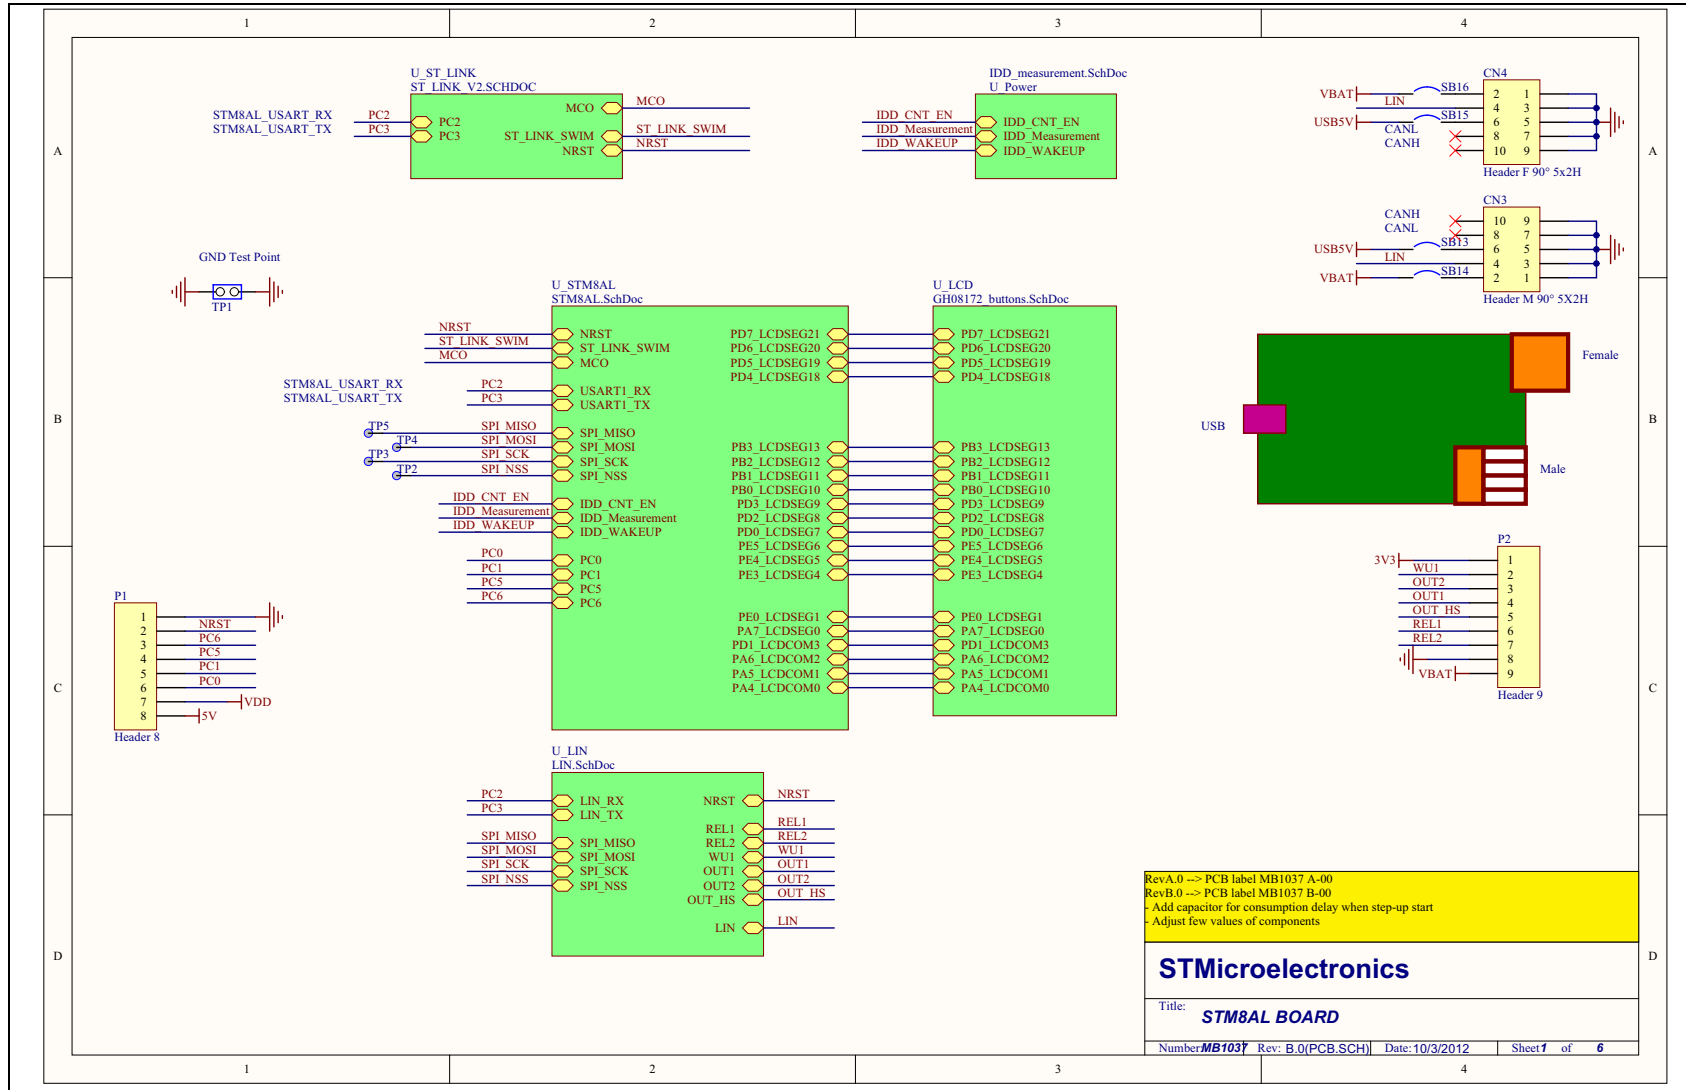 1 2 3 4
A
B
C
D
A
B
C
D
1 2 3 4
U_ST_LINK
ST_LINK_V2.SCHDOC
STM8AL_USART_RX
STM8AL_USART_TX
PC2
PC3
PC2
PC3
MCO
ST_LINK_SWIM
NRST
MCO
ST_LINK_SWIM
NRST
IDD_measurement.SchDoc
U_Power
IDD_CNT_EN
IDD_Measurement
IDD_WAKEUP
IDD_CNT_EN
IDD_Measurement
IDD_WAKEUP
CN4
VBAT SB16 2 1
LIN 4 3
USB5V SB15 6 5
CANL 8 7
CANH 10 9
Header F 90° 5x2H
CN3
CANH 10 9
CANL 8 7
USB5V SB13 6 5
LIN 4 3
VBAT SB14 2 1
Header M 90° 5X2H
GND Test Point
TP1
U_STM8AL
STM8AL.SchDoc
NRST NRST
ST_LINK_SWIM ST_LINK_SWIM
MCO MCO
STM8AL_USART_RX
STM8AL_USART_TX
PC2 USART1_RX
PC3 USART1_TX
TP5 SPI_MISO SPI_MISO
TP4 SPI_MOSI SPI_MOSI
TP3 SPI_SCK SPI_SCK
TP2 SPI_NSS SPI_NSS
IDD_CNT_EN IDD_CNT_EN
IDD_Measurement IDD_Measurement
IDD_WAKEUP IDD_WAKEUP
PC0 PC0
PC1 PC1
PC5 PC5
PC6 PC6
PD7_LCDSEG21
PD6_LCDSEG20
PD5_LCDSEG19
PD4_LCDSEG18
PB3_LCDSEG13
PB2_LCDSEG12
PB1_LCDSEG11
PB0_LCDSEG10
PD3_LCDSEG9
PD2_LCDSEG8
PD0_LCDSEG7
PE5_LCDSEG6
PE4_LCDSEG5
PE3_LCDSEG4
PE0_LCDSEG1
PA7_LCDSEG0
PD1_LCDCOM3
PA6_LCDCOM2
PA5_LCDCOM1
PA4_LCDCOM0
U_LCD
GH08172_buttons.SchDoc
PD7_LCDSEG21
PD6_LCDSEG20
PD5_LCDSEG19
PD4_LCDSEG18
PB3_LCDSEG13
PB2_LCDSEG12
PB1_LCDSEG11
PB0_LCDSEG10
PD3_LCDSEG9
PD2_LCDSEG8
PD0_LCDSEG7
PE5_LCDSEG6
PE4_LCDSEG5
PE3_LCDSEG4
PE0_LCDSEG1
PA7_LCDSEG0
PD1_LCDCOM3
PA6_LCDCOM2
PA5_LCDCOM1
PA4_LCDCOM0
Female
USB
Male
P2
3V3 1
WU1 2
OUT2 3
OUT1 4
OUT_HS 5
REL1 6
REL2 7
8
VBAT 9
Header 9
P1
1
2 NRST
3 PC6
4 PC5
5 PC1
6 PC0
7 VDD
8 5V
Header 8
U_LIN
LIN.SchDoc
PC2 LIN_RX
PC3 LIN_TX
SPI_MISO SPI_MISO
SPI_MOSI SPI_MOSI
SPI_SCK SPI_SCK
SPI_NSS SPI_NSS
NRST NRST
REL1 REL1
REL2 REL2
WU1 WU1
OUT1 OUT1
OUT2 OUT2
OUT_HS OUT_HS
LIN LIN
RevA.0 --> PCB label MB1037 A-00
RevB.0 --> PCB label MB1037 B-00
- Add capacitor for consumption delay when step-up start
- Adjust few values of components
STMicroelectronics
Title: STM8AL BOARD
Number:MB1037 Rev: B.0(PCB.SCH) Date:10/3/2012 Sheet1 of 6